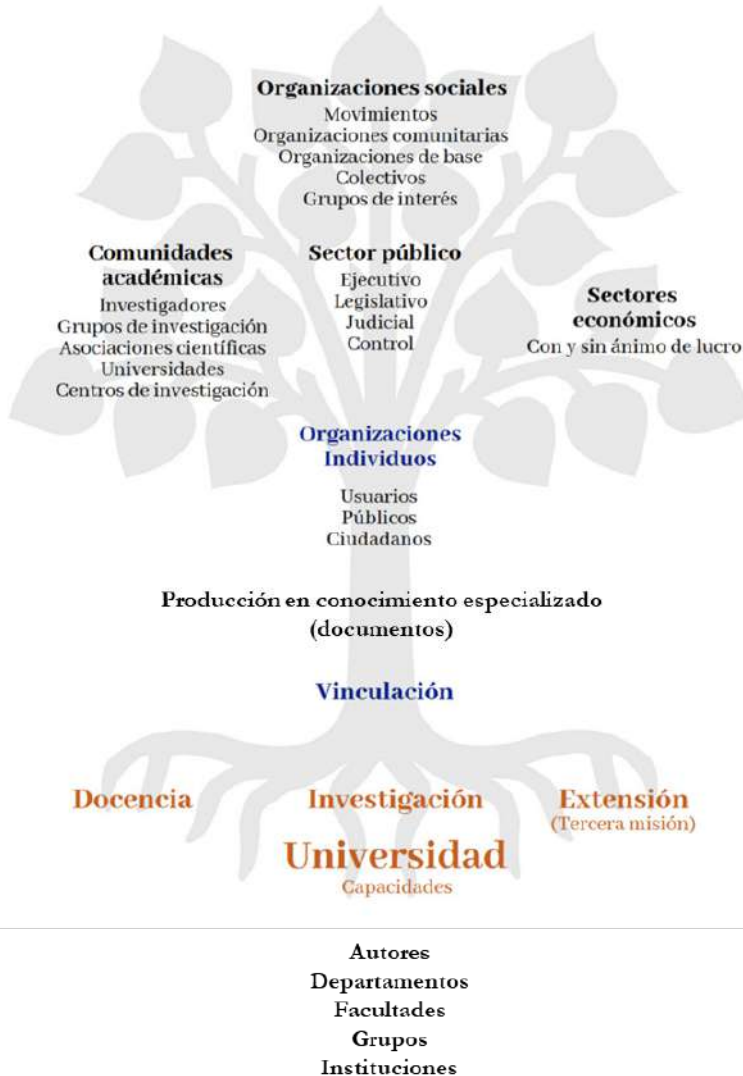 Organizaciones sociales
Movimientos
Organizaciones comunitarias
Organizaciones de base
Colectivos
Grupos de interés
Comunidades
académicas
Investigadores
Grupos de investigación
Asociaciones científicas
Universidades
Centros de investigación
Sector público
Ejecutivo
Legislativo
Judicial
Control
Sectores
económicos
Con y sin ánimo de lucro
Organizaciones
Individuos
Usuarios
Públicos
Ciudadanos
Producción en conocimiento especializado
(documentos)
Vinculación
Docencia
Investigación
Extensión
(Tercera misión)
Universidad
Capacidades
Autores
Departamentos
Facultades
Grupos
Instituciones